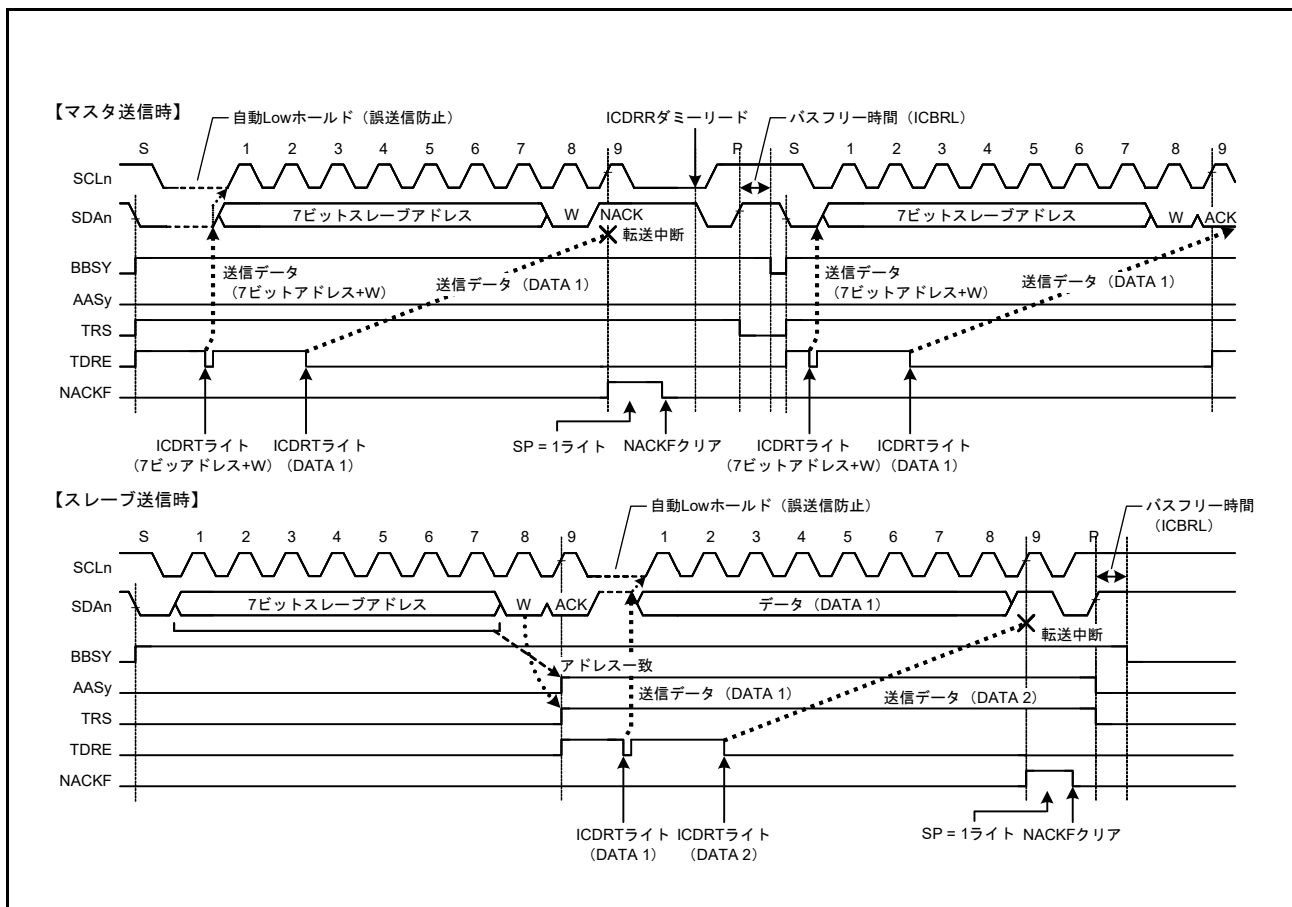 【マスタ送信時】
自動Lowホールド（誤送信防止）
ICDRRダミーリード
バスフリー時間（ICBRL）
S 1 2 3 4 5 6 7 8 9 P S 1 2 3 4 5 6 7 8 9
SCLn
SDAn 7ビットスレーブアドレス W NACK 7ビットスレーブアドレス W ACK
転送中断
BBSY
送信データ
（7ビットアドレス+W）
送信データ（DATA 1）
送信データ
（7ビットアドレス+W）
送信データ（DATA 1）
AASy
TRS
TDRE
NACKF
ICDRTライト
（7ビッアドレス+W）
ICDRTライト
（DATA 1）
SP = 1ライト
NACKFクリア
ICDRTライト
（7ビットアドレス+W）
ICDRTライト
（DATA 1）
【スレーブ送信時】
自動Lowホールド（誤送信防止）
バスフリー時間
（ICBRL）
S 1 2 3 4 5 6 7 8 9 1 2 3 4 5 6 7 8 9 P
SCLn
SDAn 7ビットスレーブアドレス W ACK データ（DATA 1）
転送中断
BBSY
アドレス一致
AASy
送信データ（DATA 1）
送信データ（DATA 2）
TRS
TDRE
NACKF
ICDRTライト
（DATA 1）
ICDRTライト
（DATA 2）
SP = 1ライト
NACKFクリア